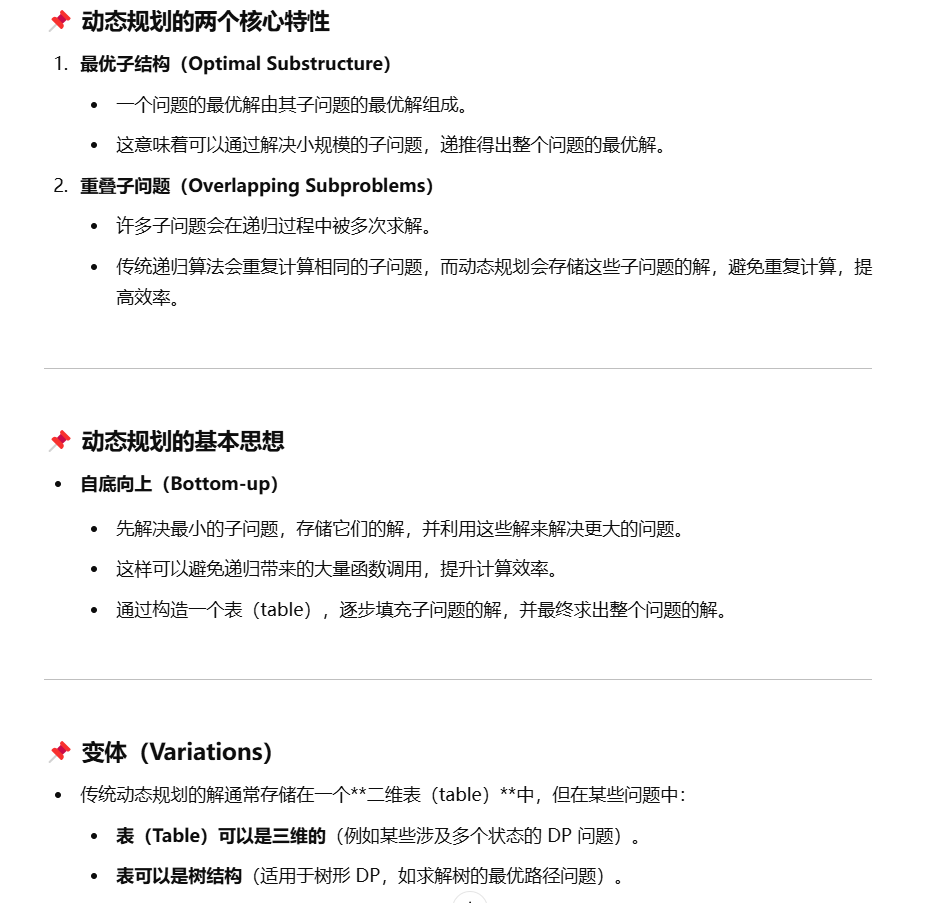 📌 动态规划的两个核心特性
1. 最优子结构（Optimal Substructure）
• 一个问题的最优解由其子问题的最优解组成。
• 这意味着可以通过解决小规模的子问题，递推得出整个问题的最优解。
2. 重叠子问题（Overlapping Subproblems）
• 许多子问题会在递归过程中被多次求解。
• 传统递归算法会重复计算相同的子问题，而动态规划会存储这些子问题的解，避免重复计算，提
高效率。
📌 动态规划的基本思想
• 自底向上（Bottom-up）
• 先解决最小的子问题，存储它们的解，并利用这些解来解决更大的问题。
• 这样可以避免递归带来的大量函数调用，提升计算效率。
• 通过构造一个表（table），逐步填充子问题的解，并最终求出整个问题的解。
📌 变体（Variations）
• 传统动态规划的解通常存储在一个**二维表（table）**中，但在某些问题中：
• 表（Table）可以是三维的（例如某些涉及多个状态的 DP 问题）。
• 表可以是树结构（适用于树形 DP，如求解树的最优路径问题）。